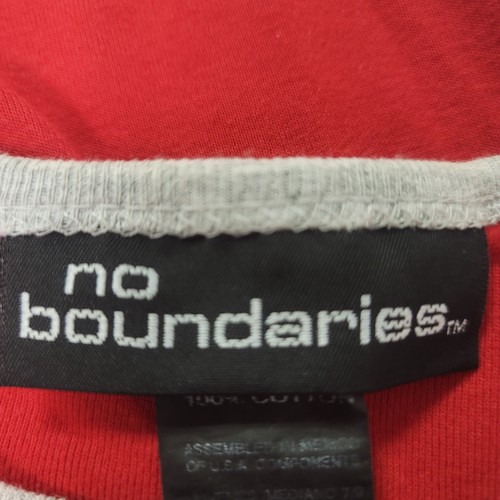 no
boundaries™
100% COTTON
ASSEMBLED IN MEXICO
OF U.S.A. COMPONENTS